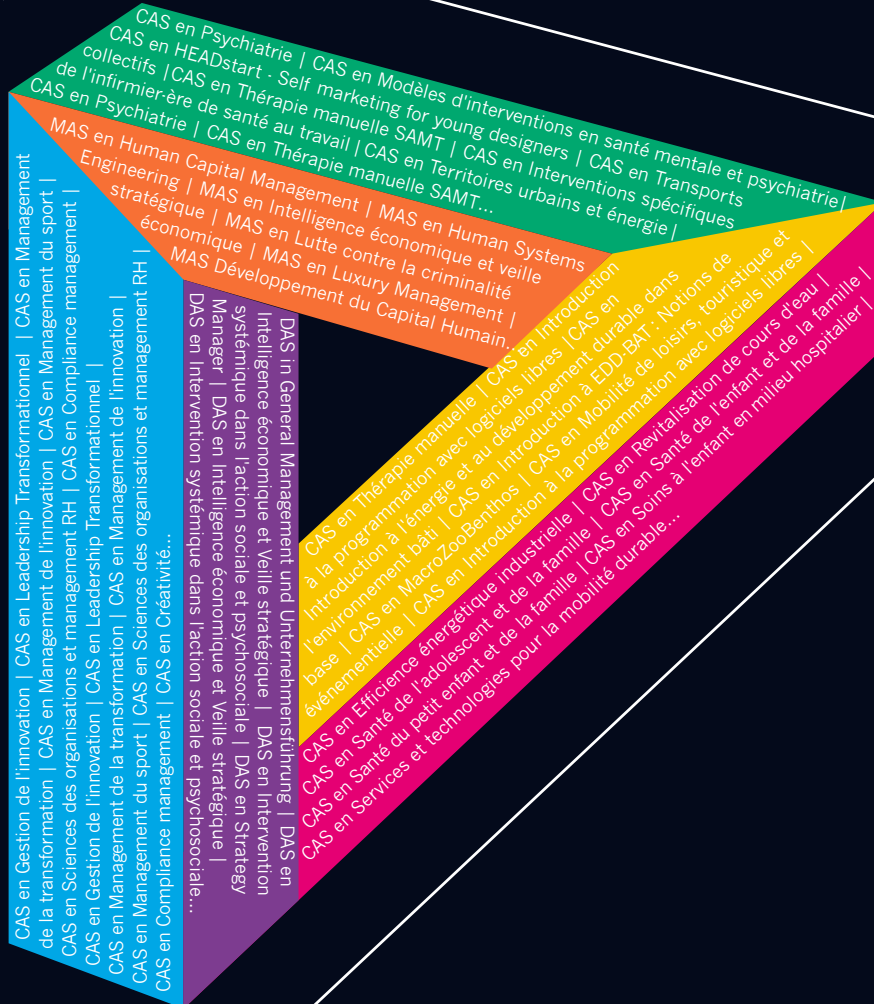 CAS en Psychiatrie | CAS en Modèles d'interventions en santé mentale et psychiatrie|
CAS en HEADstart · Self marketing for young designers | CAS en Transports
collectifs |CAS en Thérapie manuelle SAMT | CAS en Interventions spécifiques
de l'infirmier·ère de santé au travail | CAS en Territoires urbains et énergie|
CAS en Psychiatrie | CAS en Thérapie manuelle SAMT...
MAS en Human Capital Management | MAS en Human Systems
Engineering | MAS en Intelligence économique et veille
stratégique | MAS en Lutte contre la criminalité
économique | MAS en Luxury Management |
MAS Développement du Capital Humain...
CAS en Gestion de l'innovation | CAS en Leadership Transformationnel | CAS en Management
de la transformation | CAS en Management de l'innovation | CAS en Management du sport |
CAS en Sciences des organisations et management RH | CAS en Compliance management |
CAS en Gestion de l'innovation | CAS en Leadership Transformationnel |
CAS en Management de la transformation | CAS en Management de l'innovation |
CAS en Management du sport | CAS en Sciences des organisations et management RH |
CAS en Compliance management | CAS en Créativité...
DAS in General Management und Unternehmensführung | DAS en
Intelligence économique et Veille stratégique | DAS en Intervention
systémique dans l'action sociale et psychosociale | DAS en Strategy
Manager | DAS en Intelligence économique et Veille stratégique |
DAS en Intervention systémique dans l'action sociale et psychosociale...
CAS en Thérapie manuelle | CAS en Introduction
à la programmation avec logiciels libres |CAS en
Introduction à l'énergie et au développement durable dans
l'environnement bâti | CAS en Introduction à EDD-BAT : Notions de
base | CAS en MacroZooBenthos | CAS en Mobilité de loisirs, touristique et
événementielle | CAS en Introduction à la programmation avec logiciels libres |
CAS en Efficience énergétique industrielle | CAS en Revitalisation de cours d'eau |
CAS en Santé de l'adolescent et de la famille | CAS en Santé de l'enfant et de la famille |
CAS en Santé du petit enfant et de la famille |CAS en Soins à l'enfant en milieu hospitalier |
CAS en Services et technologies pour la mobilité durable...